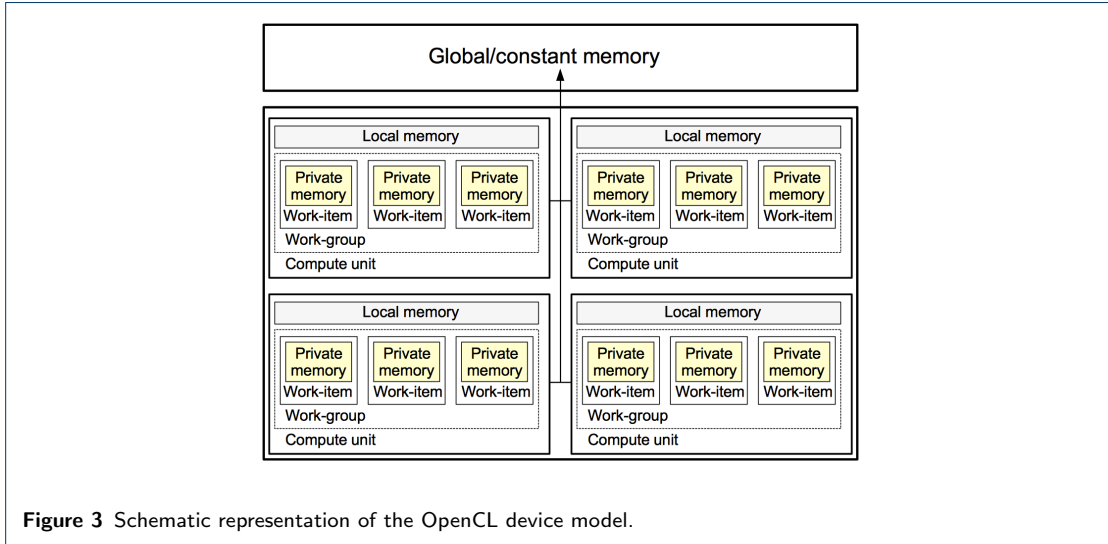 Global/constant memory
Local memory
Private memory
Work-item
Private memory
Work-item
Private memory
Work-item
Work-group
Compute unit
Local memory
Private memory
Work-item
Private memory
Work-item
Private memory
Work-item
Work-group
Compute unit
Local memory
Private memory
Work-item
Private memory
Work-item
Private memory
Work-item
Work-group
Compute unit
Local memory
Private memory
Work-item
Private memory
Work-item
Private memory
Work-item
Work-group
Compute unit
Figure 3 Schematic representation of the OpenCL device model.